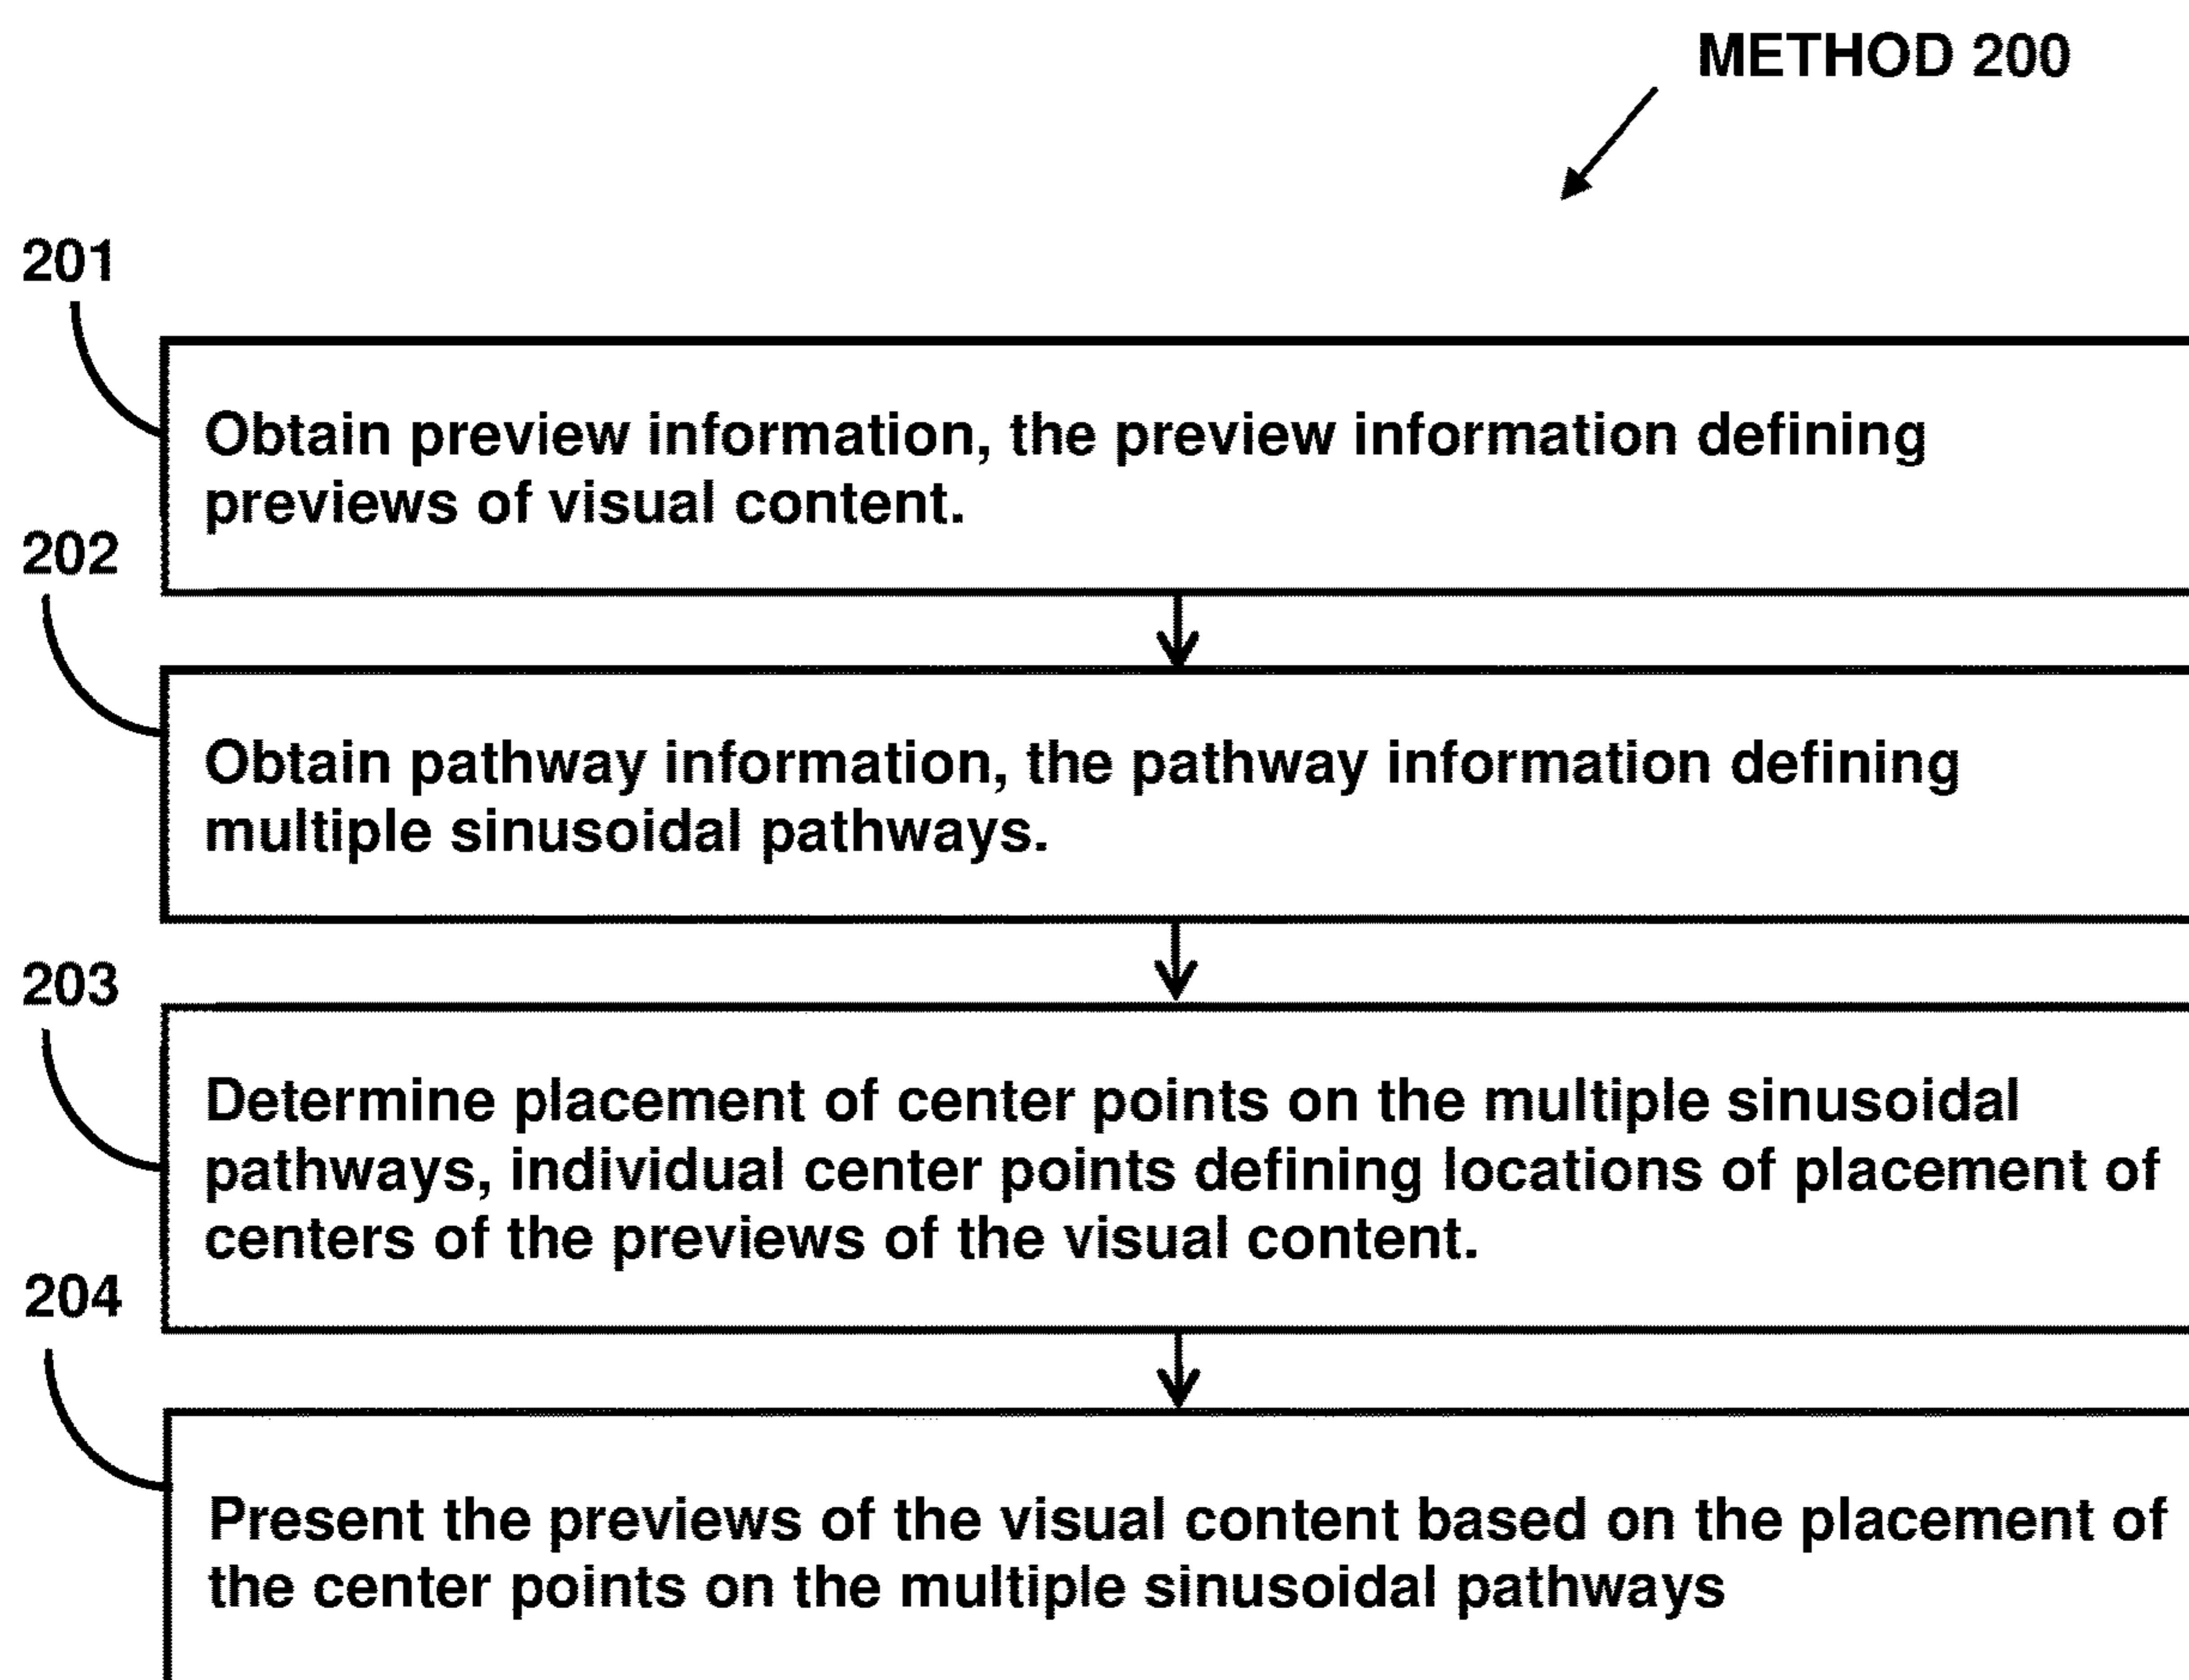 METHOD 200
201
Obtain preview information, the preview information defining
previews of visual content.
202
Obtain pathway information, the pathway information defining
multiple sinusoidal pathways.
203
Determine placement of center points on the multiple sinusoidal
pathways, individual center points defining locations of placement of
centers of the previews of the visual content.
204
Present the previews of the visual content based on the placement of
the center points on the multiple sinusoidal pathways